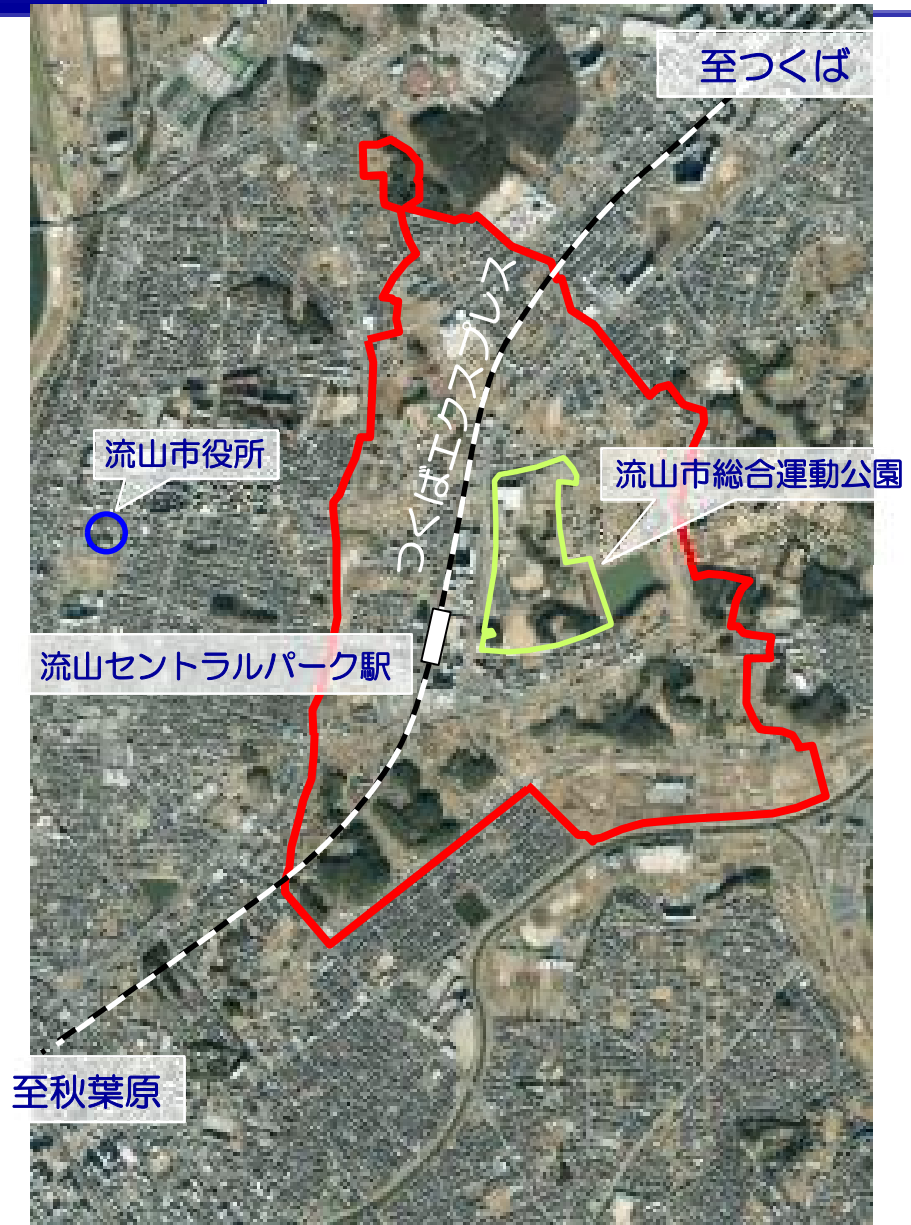 至つくば
つくばエクスプレス
流山市役所
流山市総合運動公園
流山セントラルパーク駅
至秋葉原